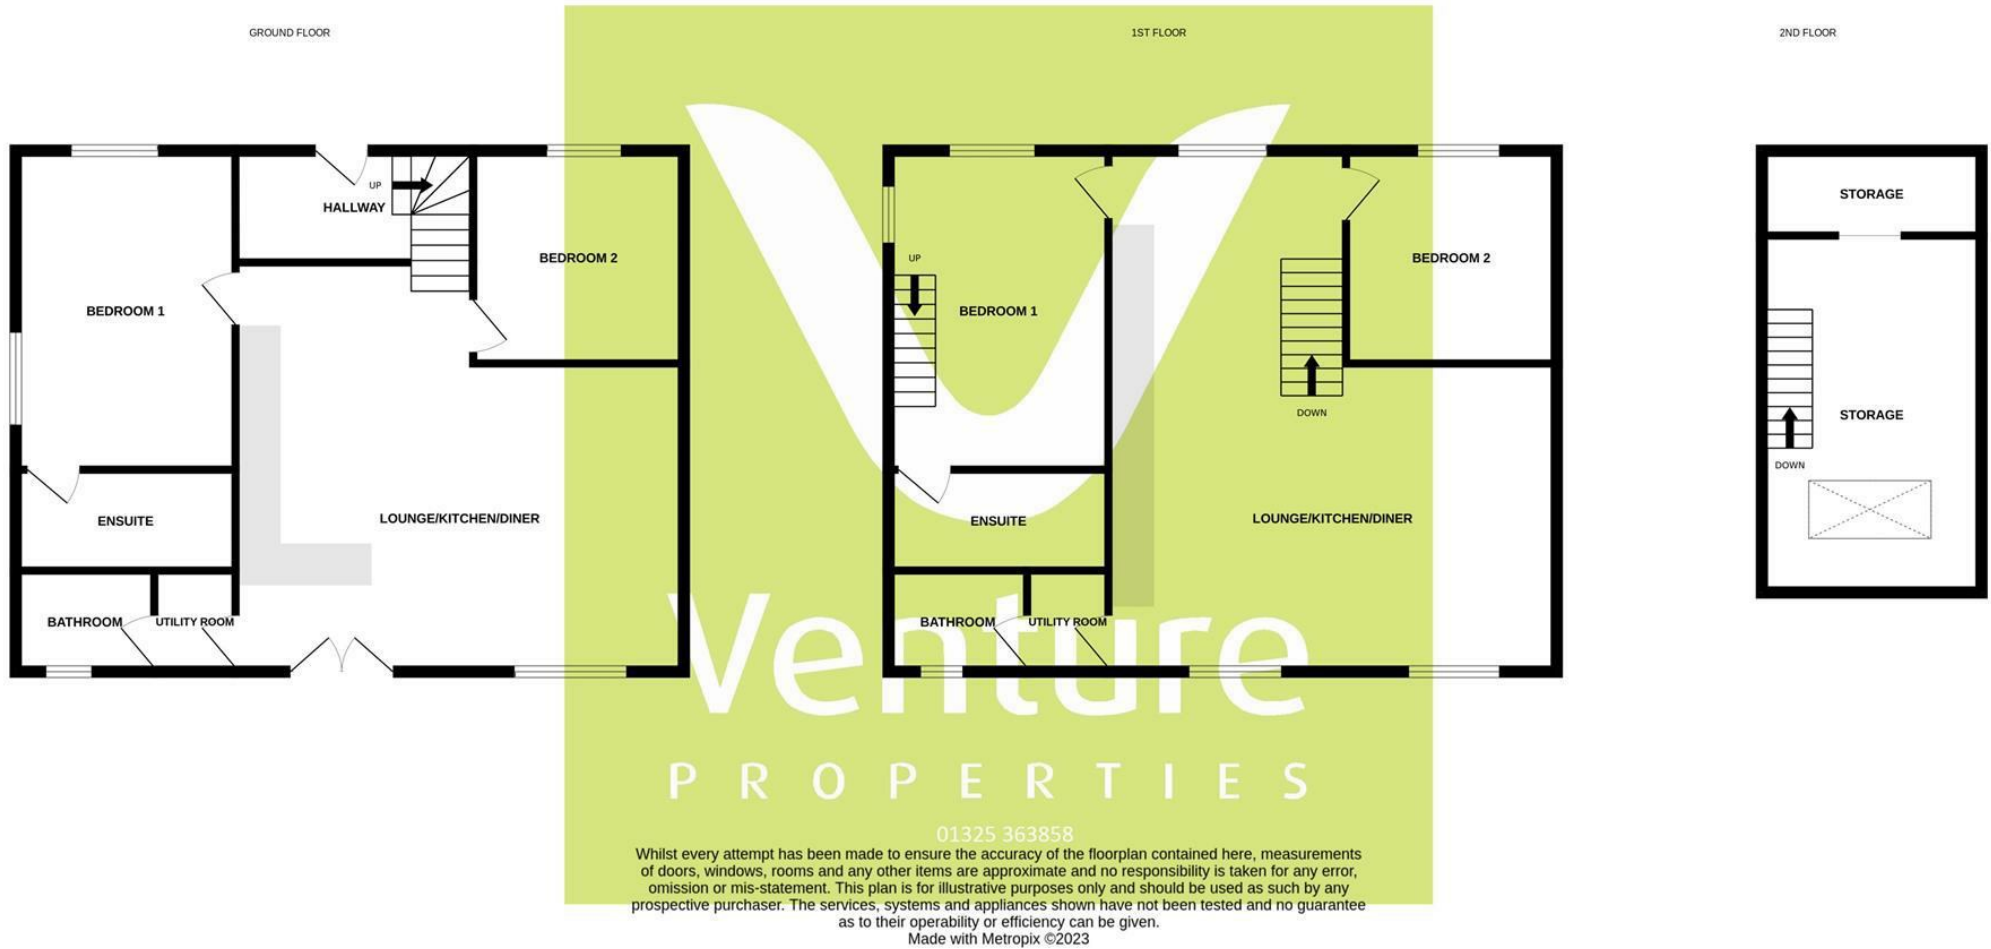 GROUND FLOOR
1ST FLOOR
2ND FLOOR
UP
HALLWAY
BEDROOM 2
BEDROOM 1
LOUNGE/KITCHEN/DINER
ENSUITE
BATHROOM
UTILITY ROOM
UP
BEDROOM 2
BEDROOM 1
DOWN
LOUNGE/KITCHEN/DINER
ENSUITE
BATHROOM
UTILITY ROOM
STORAGE
STORAGE
DOWN
Venture
PROPERTIES
01325 363858
Whilst every attempt has been made to ensure the accuracy of the floorplan contained here, measurements
of doors, windows, rooms and any other items are approximate and no responsibility is taken for any error,
omission or mis-statement. This plan is for illustrative purposes only and should be used as such by any
prospective purchaser. The services, systems and appliances shown have not been tested and no guarantee
as to their operability or efficiency can be given.
Made with Metropix ©2023